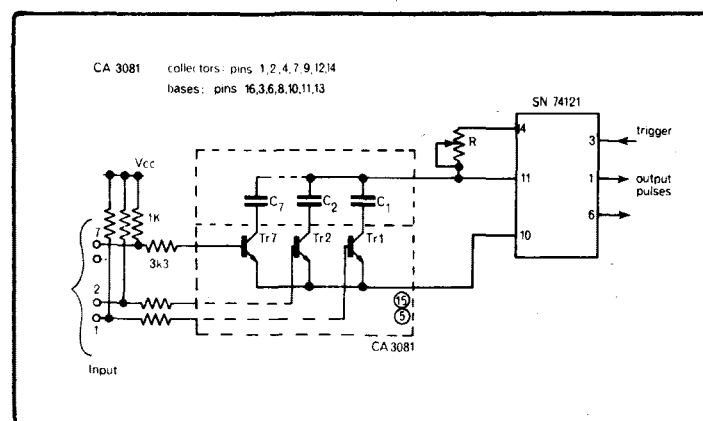 CA 3081 collectors: pins 1,2,4,7,9,12,14
bases: pins 16,3,6,8,10,11,13
SN 74121
4
R
3
trigger
Vcc
11
1
output
pulses
C7
C2
C1
6
1K
7
Tr7
Tr2
Tr1
10
3k3
2
15
1
5
CA 3081
Input